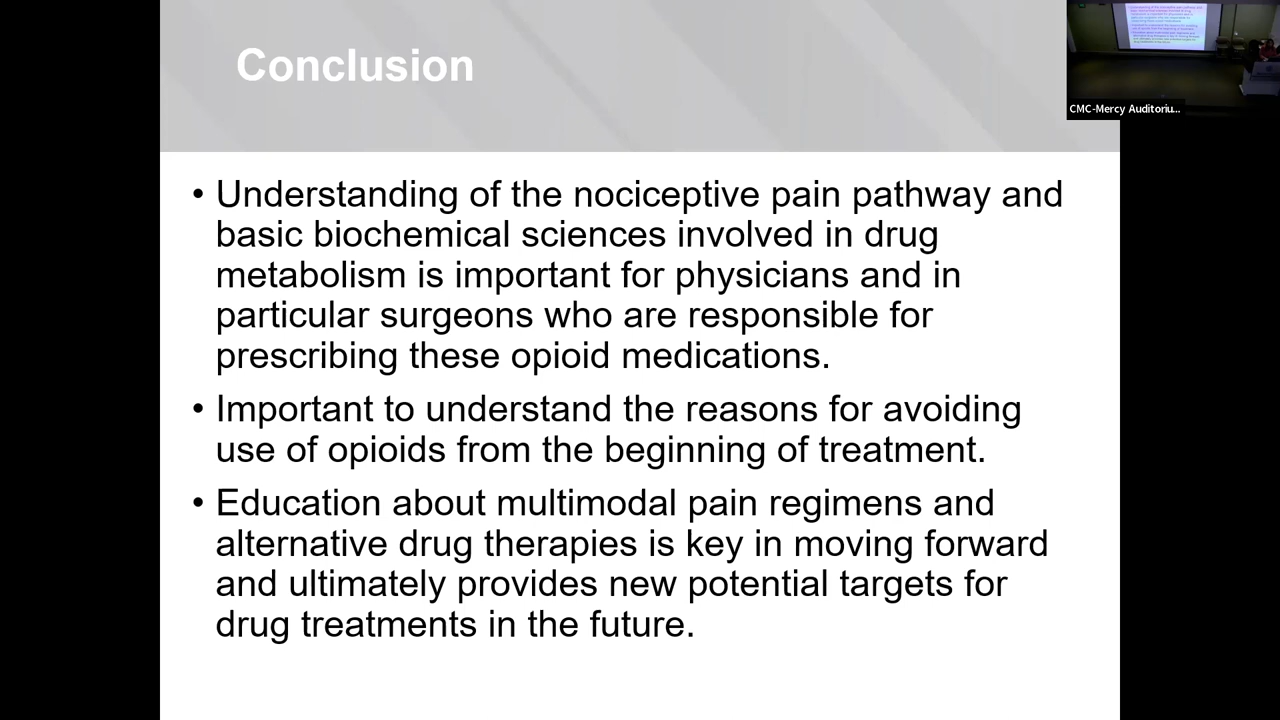 Conclusion
CMC-Mercy Auditoriu...
• Understanding of the nociceptive pain pathway and
basic biochemical sciences involved in drug
metabolism is important for physicians and in
particular surgeons who are responsible for
prescribing these opioid medications.
• Important to understand the reasons for avoiding
use of opioids from the beginning of treatment.
• Education about multimodal pain regimens and
alternative drug therapies is key in moving forward
and ultimately provides new potential targets for
drug treatments in the future.